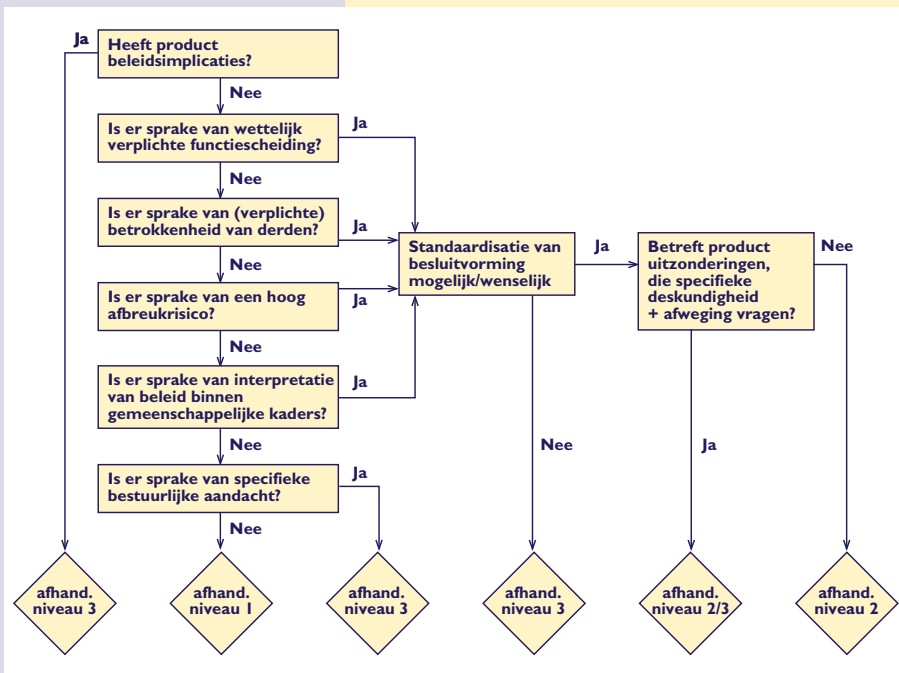 Ja
Heeft product
beleidsimplicaties?
Nee
Is er sprake van wettelijk
verplichte functiescheiding?
Ja
Nee
Is er sprake van (verplichte)
betrokkenheid van derden?
Ja
Nee
Is er sprake van een hoog
afbreukrisico?
Ja
Nee
Is er sprake van interpretatie
van beleid binnen
gemeenschappelijke kaders?
Ja
Nee
Is er sprake van specifieke
bestuurlijke aandacht?
Ja
Nee
Standaardisatie van
besluitvorming
mogelijk/wenselijk
Ja
Nee
Betreft product
uitzonderingen,
die specifieke
deskundigheid
+ afweging vragen?
Nee
Ja
afhand.
niveau 3
afhand.
niveau 1
afhand.
niveau 3
afhand.
niveau 3
afhand.
niveau 2/3
afhand.
niveau 2